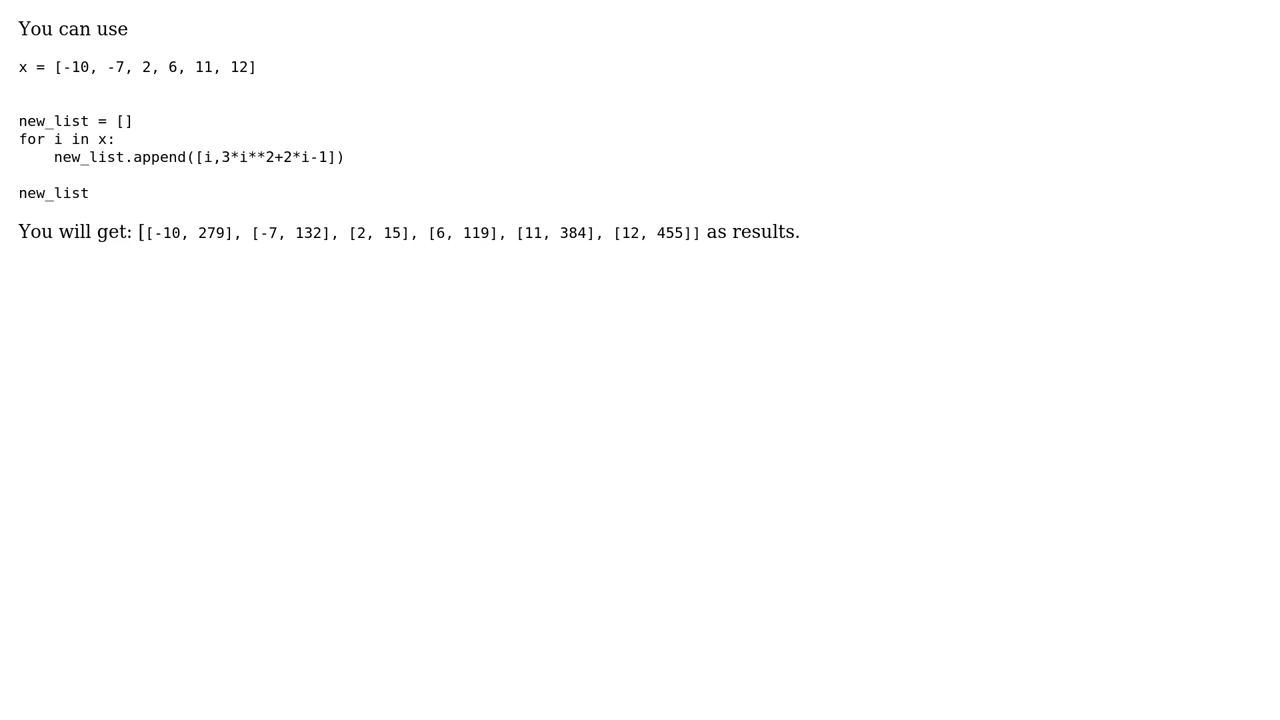 You can use
x = [-10, -7, 2, 6, 11, 12]
new_list = []
for i in x:
    new_list.append([i,3*i**2+2*i-1])
new_list
You will get: [[-10, 279], [-7, 132], [2, 15], [6, 119], [11, 384], [12, 455]] as results.